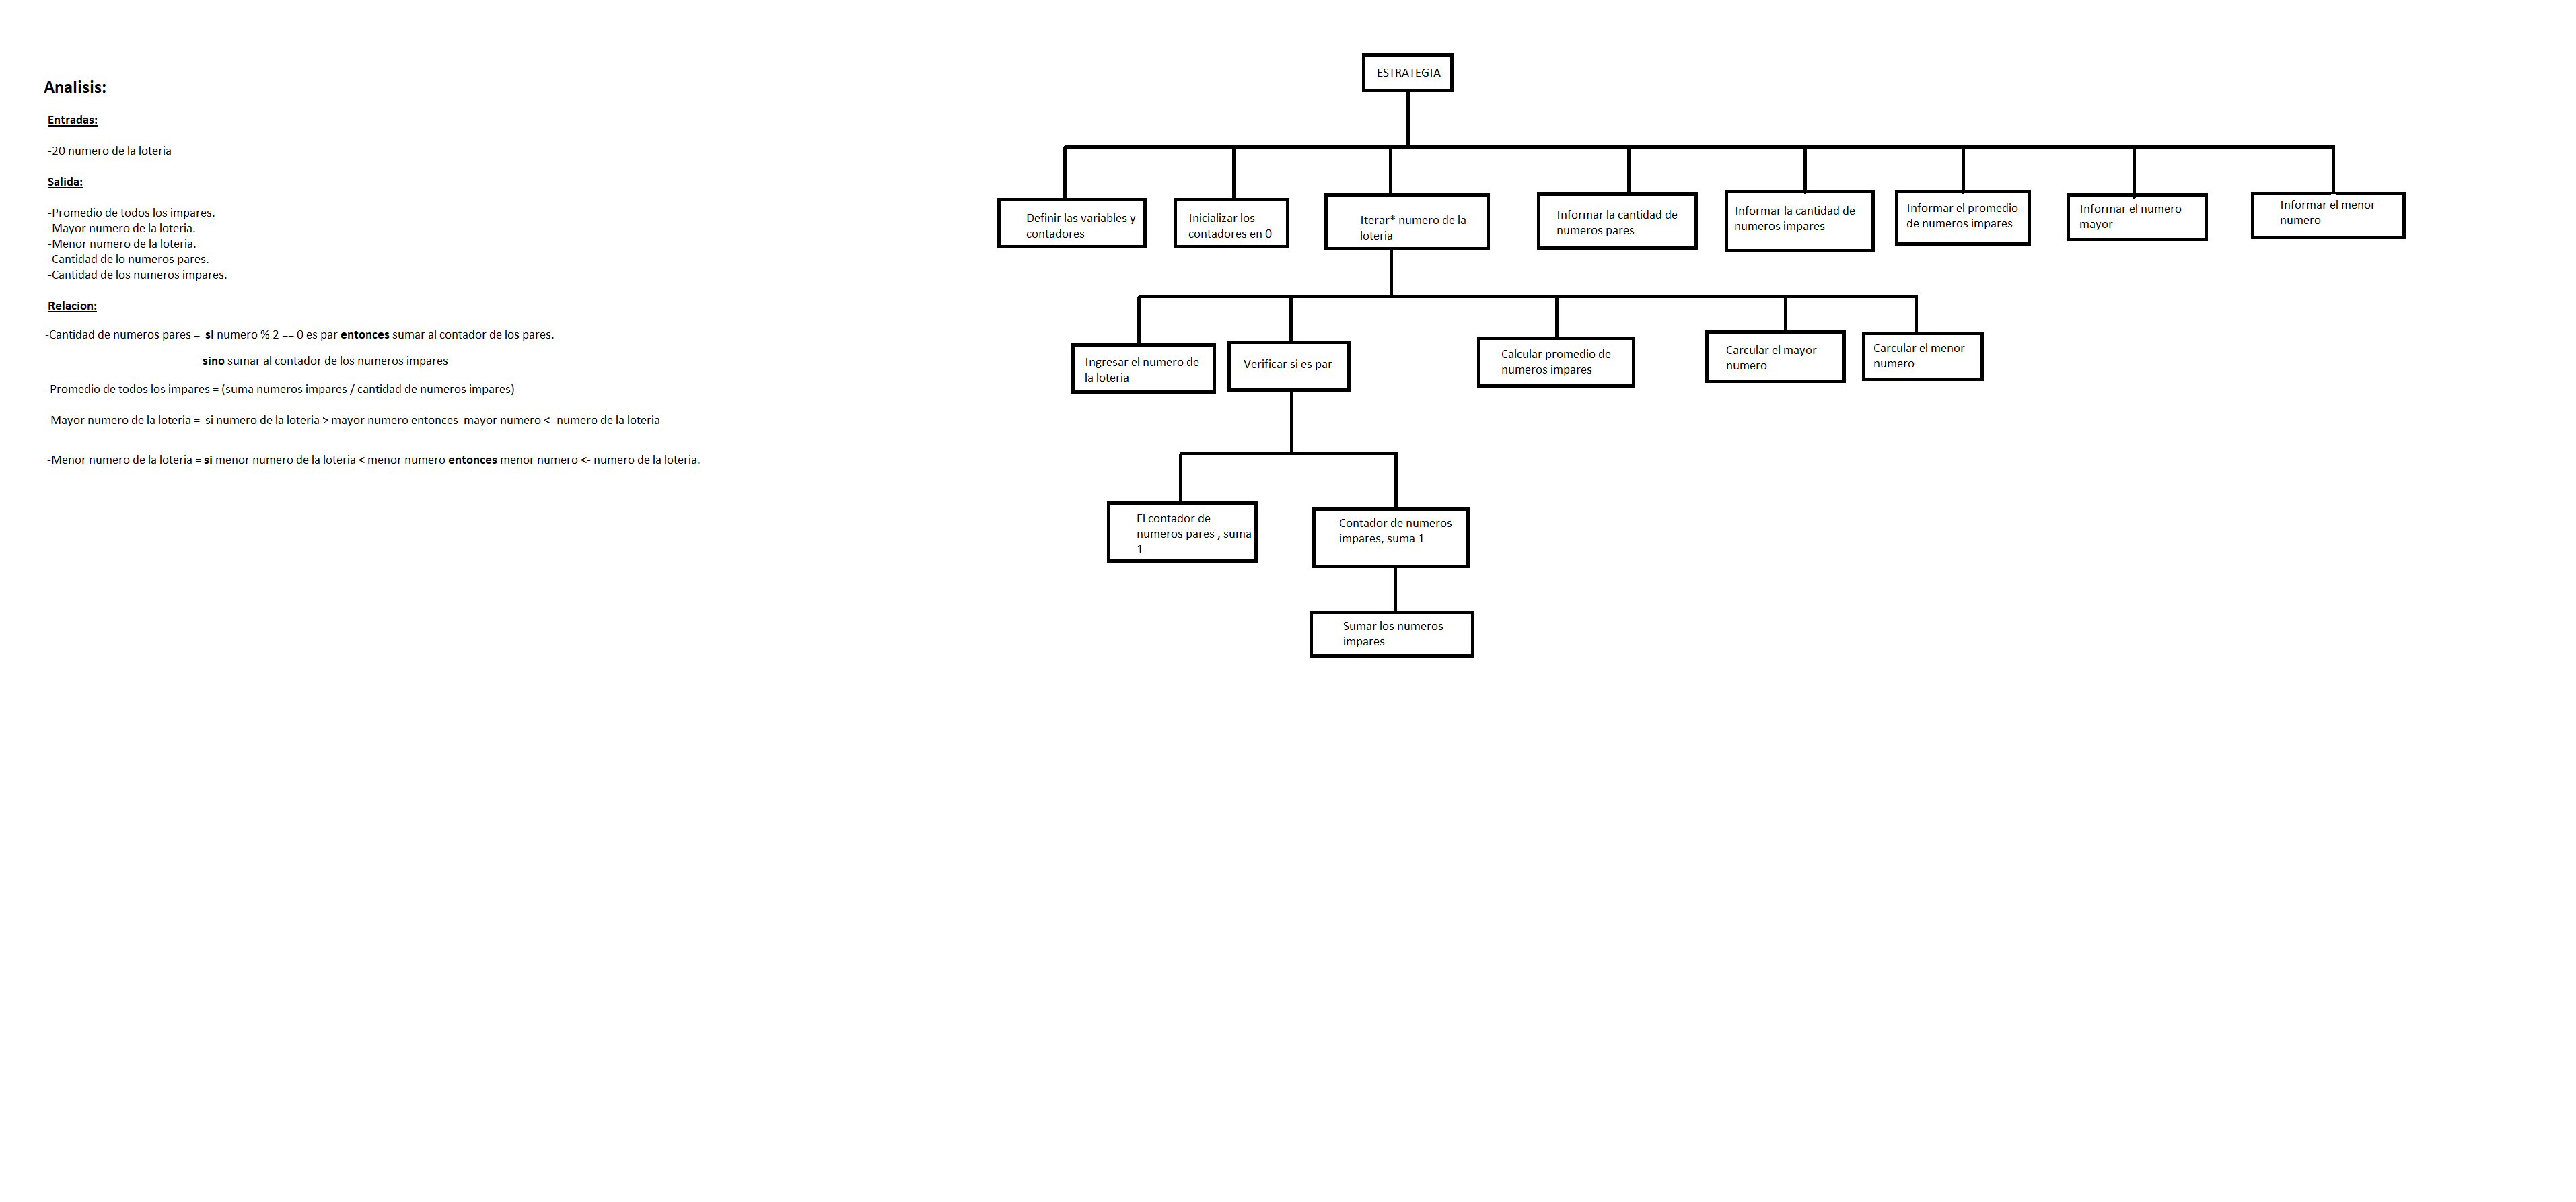 Analisis:
Entradas:
-20 numero de la loteria
Salida:
-Promedio de todos los impares.
-Mayor numero de la loteria.
-Menor numero de la loteria.
-Cantidad de lo numeros pares.
-Cantidad de los numeros impares.
Relacion:
-Cantidad de numeros pares = si numero % 2 == 0 es par entonces sumar al contador de los pares.
sino sumar al contador de los numeros impares
-Promedio de todos los impares = (suma numeros impares / cantidad de numeros impares)
-Mayor numero de la loteria = si numero de la loteria > mayor numero entonces mayor numero <- numero de la loteria
-Menor numero de la loteria = si menor numero de la loteria < menor numero entonces menor numero <- numero de la loteria.
ESTRATEGIA
Definir las variables y
contadores
Inicializar los
contadores en 0
Iterar* numero de la
loteria
Informar la cantidad de
numeros pares
Informar la cantidad de
numeros impares
Informar el promedio
de numeros impares
Informar el numero
mayor
Informar el menor
numero
Ingresar el numero de
la loteria
Verificar si es par
Calcular promedio de
numeros impares
Carcular el mayor
numero
Carcular el menor
numero
El contador de
numeros pares , suma
1
Contador de numeros
impares, suma 1
Sumar los numeros
impares